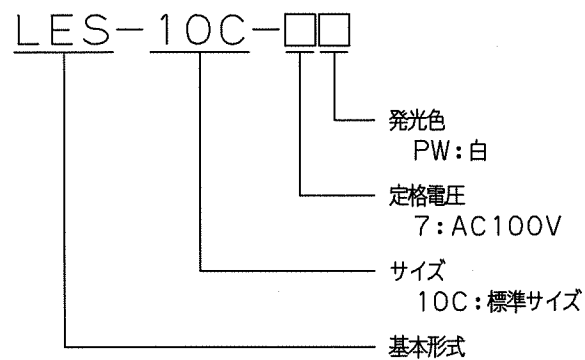 LES-10C-□□
発光色
PW:白
定格電圧
7:AC100V
サイズ
10C:標準サイズ
基本形式